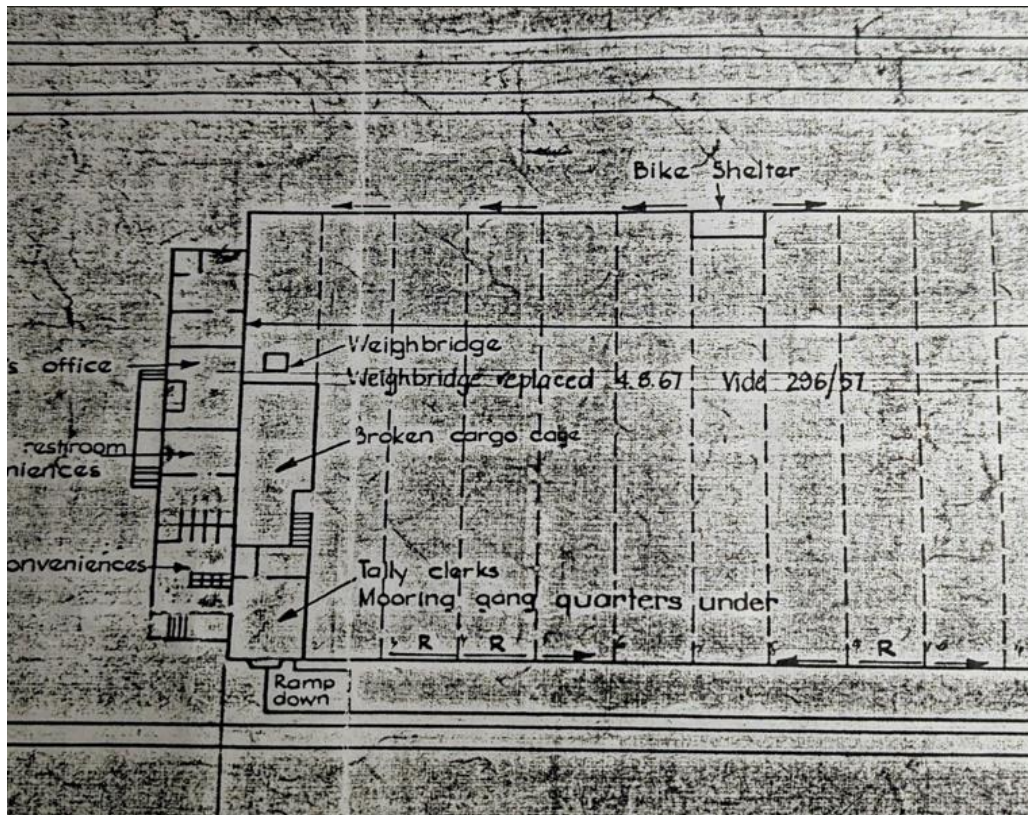 Bike Shelter
Weighbridge
s office
Weighbridge replaced 4.8.67 Vide 296/57
Broken cargo cage
restroom
niences
onveniences
Tally clerks
Mooring gang quarters under
R R R
Ramp
down